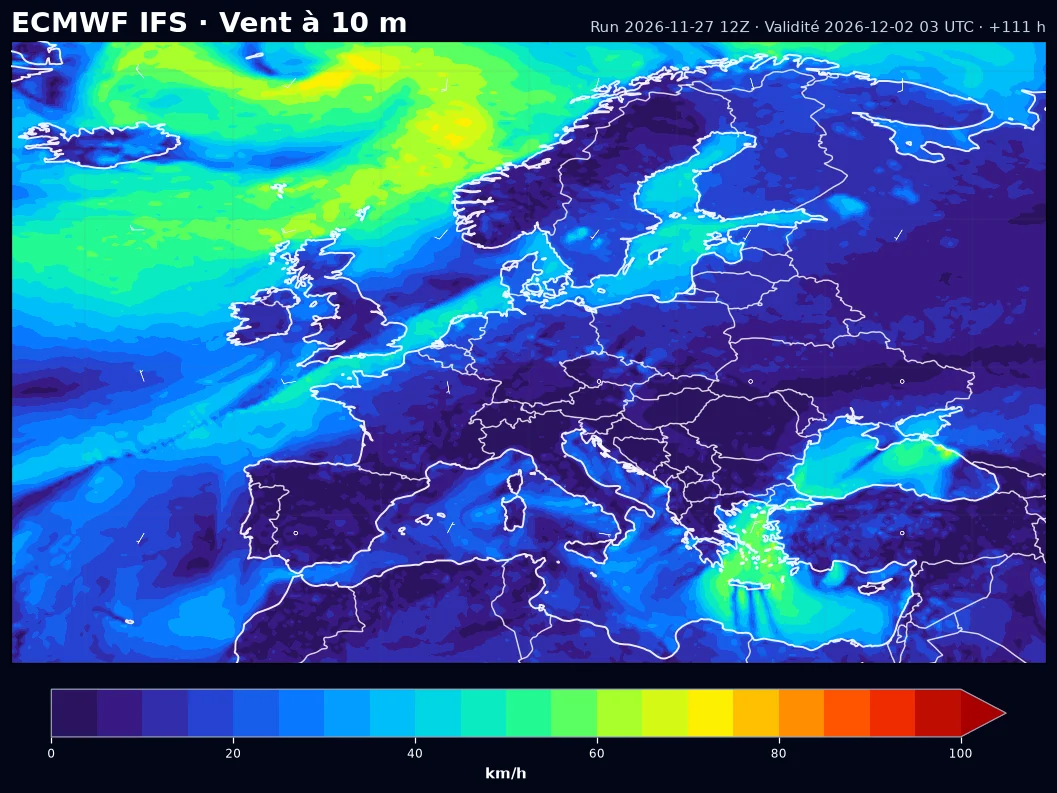 ECMWF IFS · Vent à 10 m
Run 2026-11-27 12Z · Validité 2026-12-02 03 UTC · +111 h
0 20 40 60 80 100
km/h